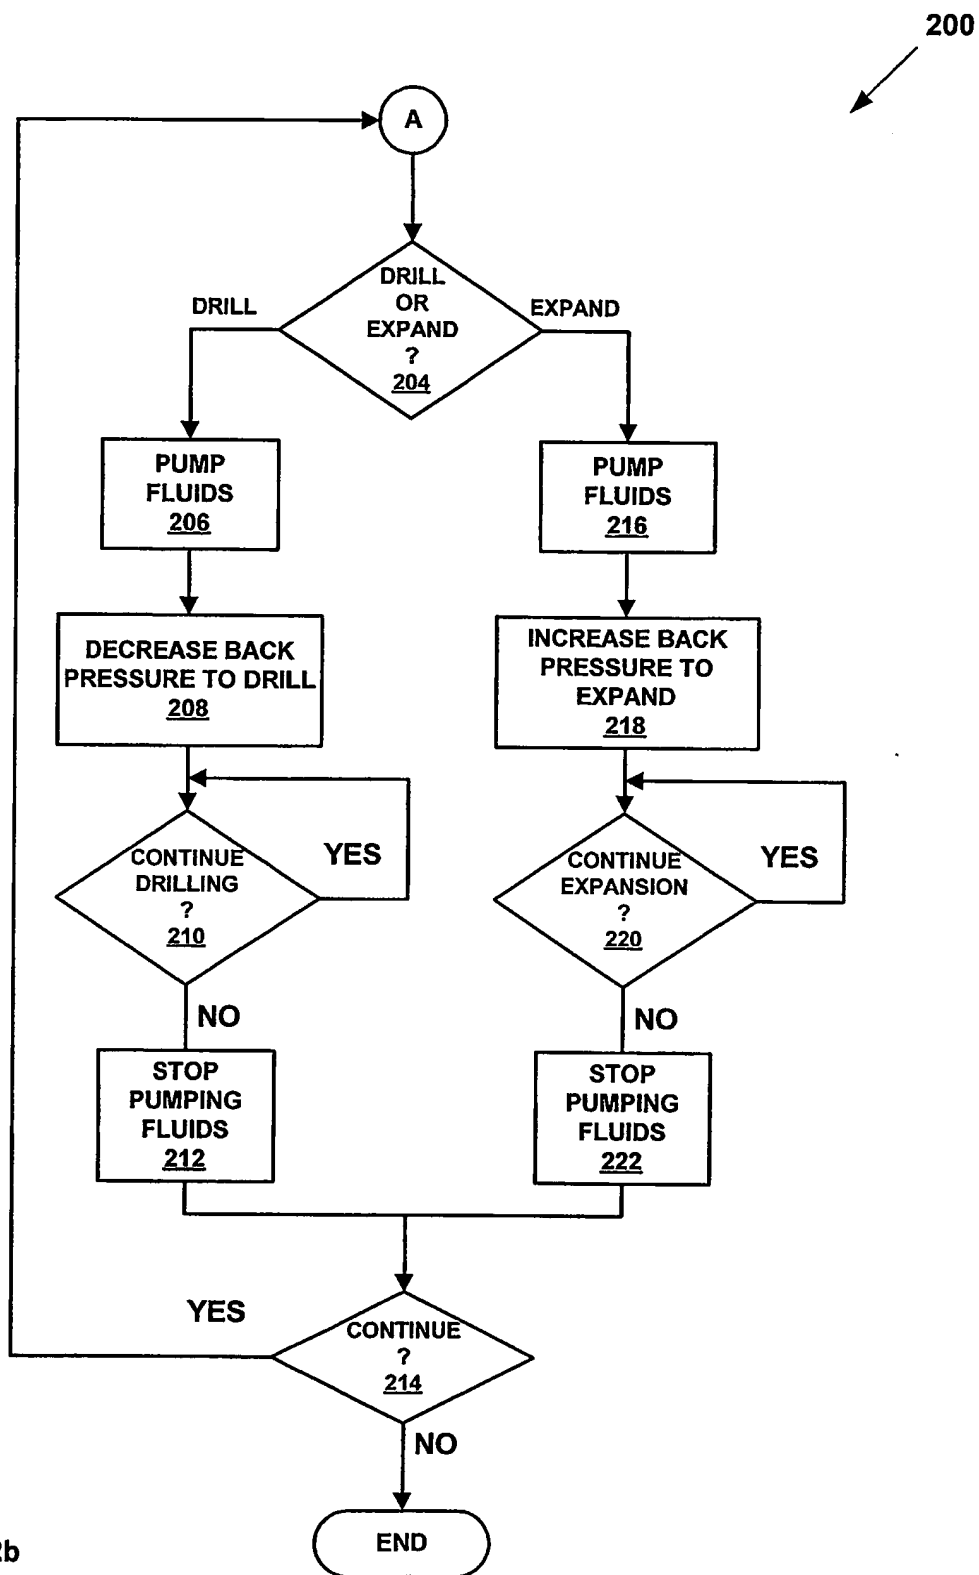 200
A
DRILL
OR
EXPAND
?
204
DRILL
EXPAND
PUMP
FLUIDS
206
PUMP
FLUIDS
216
DECREASE BACK
PRESSURE TO DRILL
208
INCREASE BACK
PRESSURE TO
EXPAND
218
CONTINUE
DRILLING
?
210
YES
CONTINUE
EXPANSION
?
220
YES
NO
NO
STOP
PUMPING
FLUIDS
212
STOP
PUMPING
FLUIDS
222
YES
CONTINUE
?
214
NO
END
2b